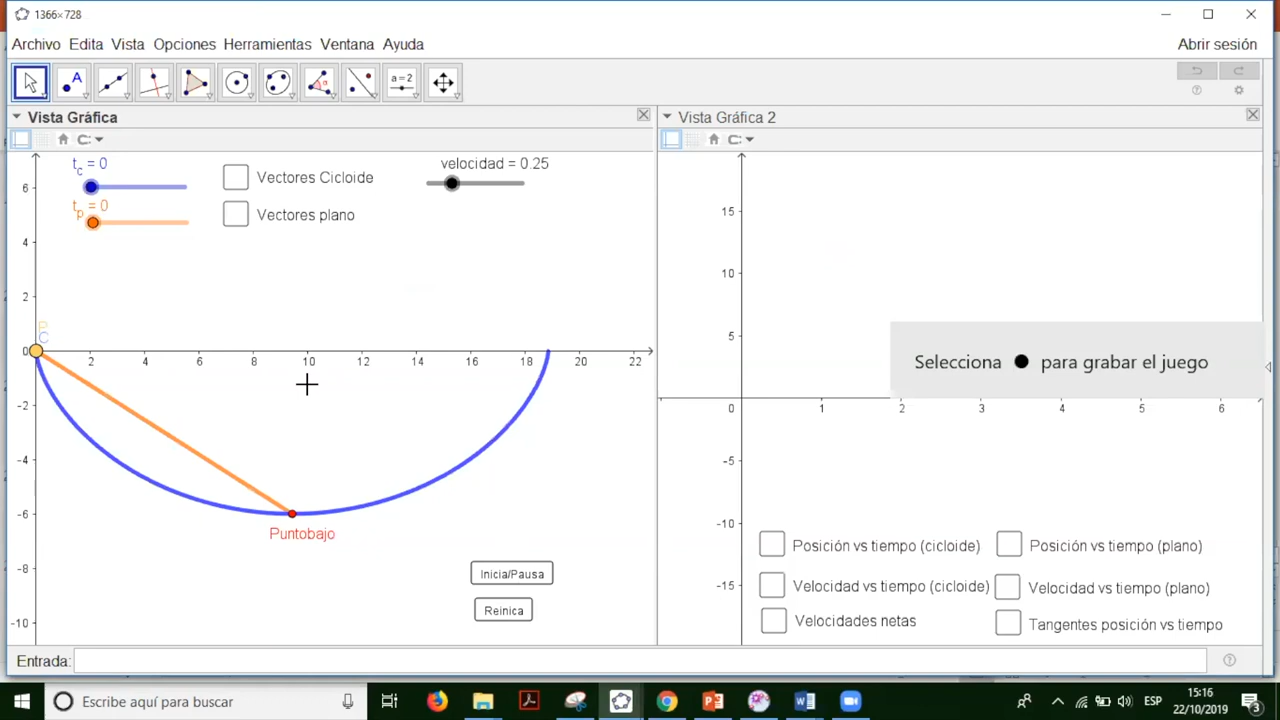 1366×728
Archivo Edita Vista Opciones Herramientas Ventana Ayuda
Abrir sesión
A
α
a=2
Vista Gráfica
Vista Gráfica 2
t_c = 0
Vectores Cicloide
velocidad = 0.25
t_p = 0
Vectores plano
6
4
2
P
C
0 2 4 6 8 10 12 14 16 18 20 22
-2
-4
-6
-8
-10
Puntobajo
Inicia/Pausa
Reinica
15
10
5
Selecciona ● para grabar el juego
0 1 2 3 4 5 6
-5
-10
-15
Posición vs tiempo (cicloide)
Posición vs tiempo (plano)
Velocidad vs tiempo (cicloide)
Velocidad vs tiempo (plano)
Velocidades netas
Tangentes posición vs tiempo
Entrada:
Escribe aquí para buscar
ESP
15:16
22/10/2019
3